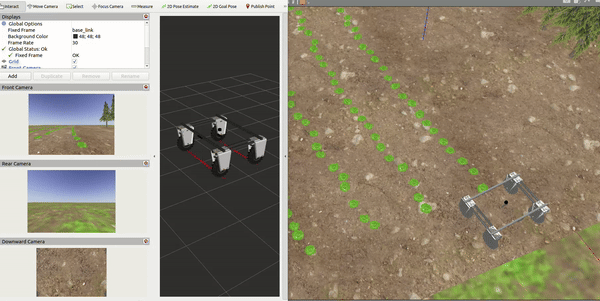 Interact Move Camera Select Focus Camera Measure 2D Pose Estimate 2D Goal Pose Publish Point
Displays
Global Options
Fixed Frame base_link
Background Color 48; 48; 48
Frame Rate 30
Global Status: Ok
Fixed Frame OK
Grid
Front Camera
Add Duplicate Remove Rename
Front Camera
Rear Camera
Downward Camera